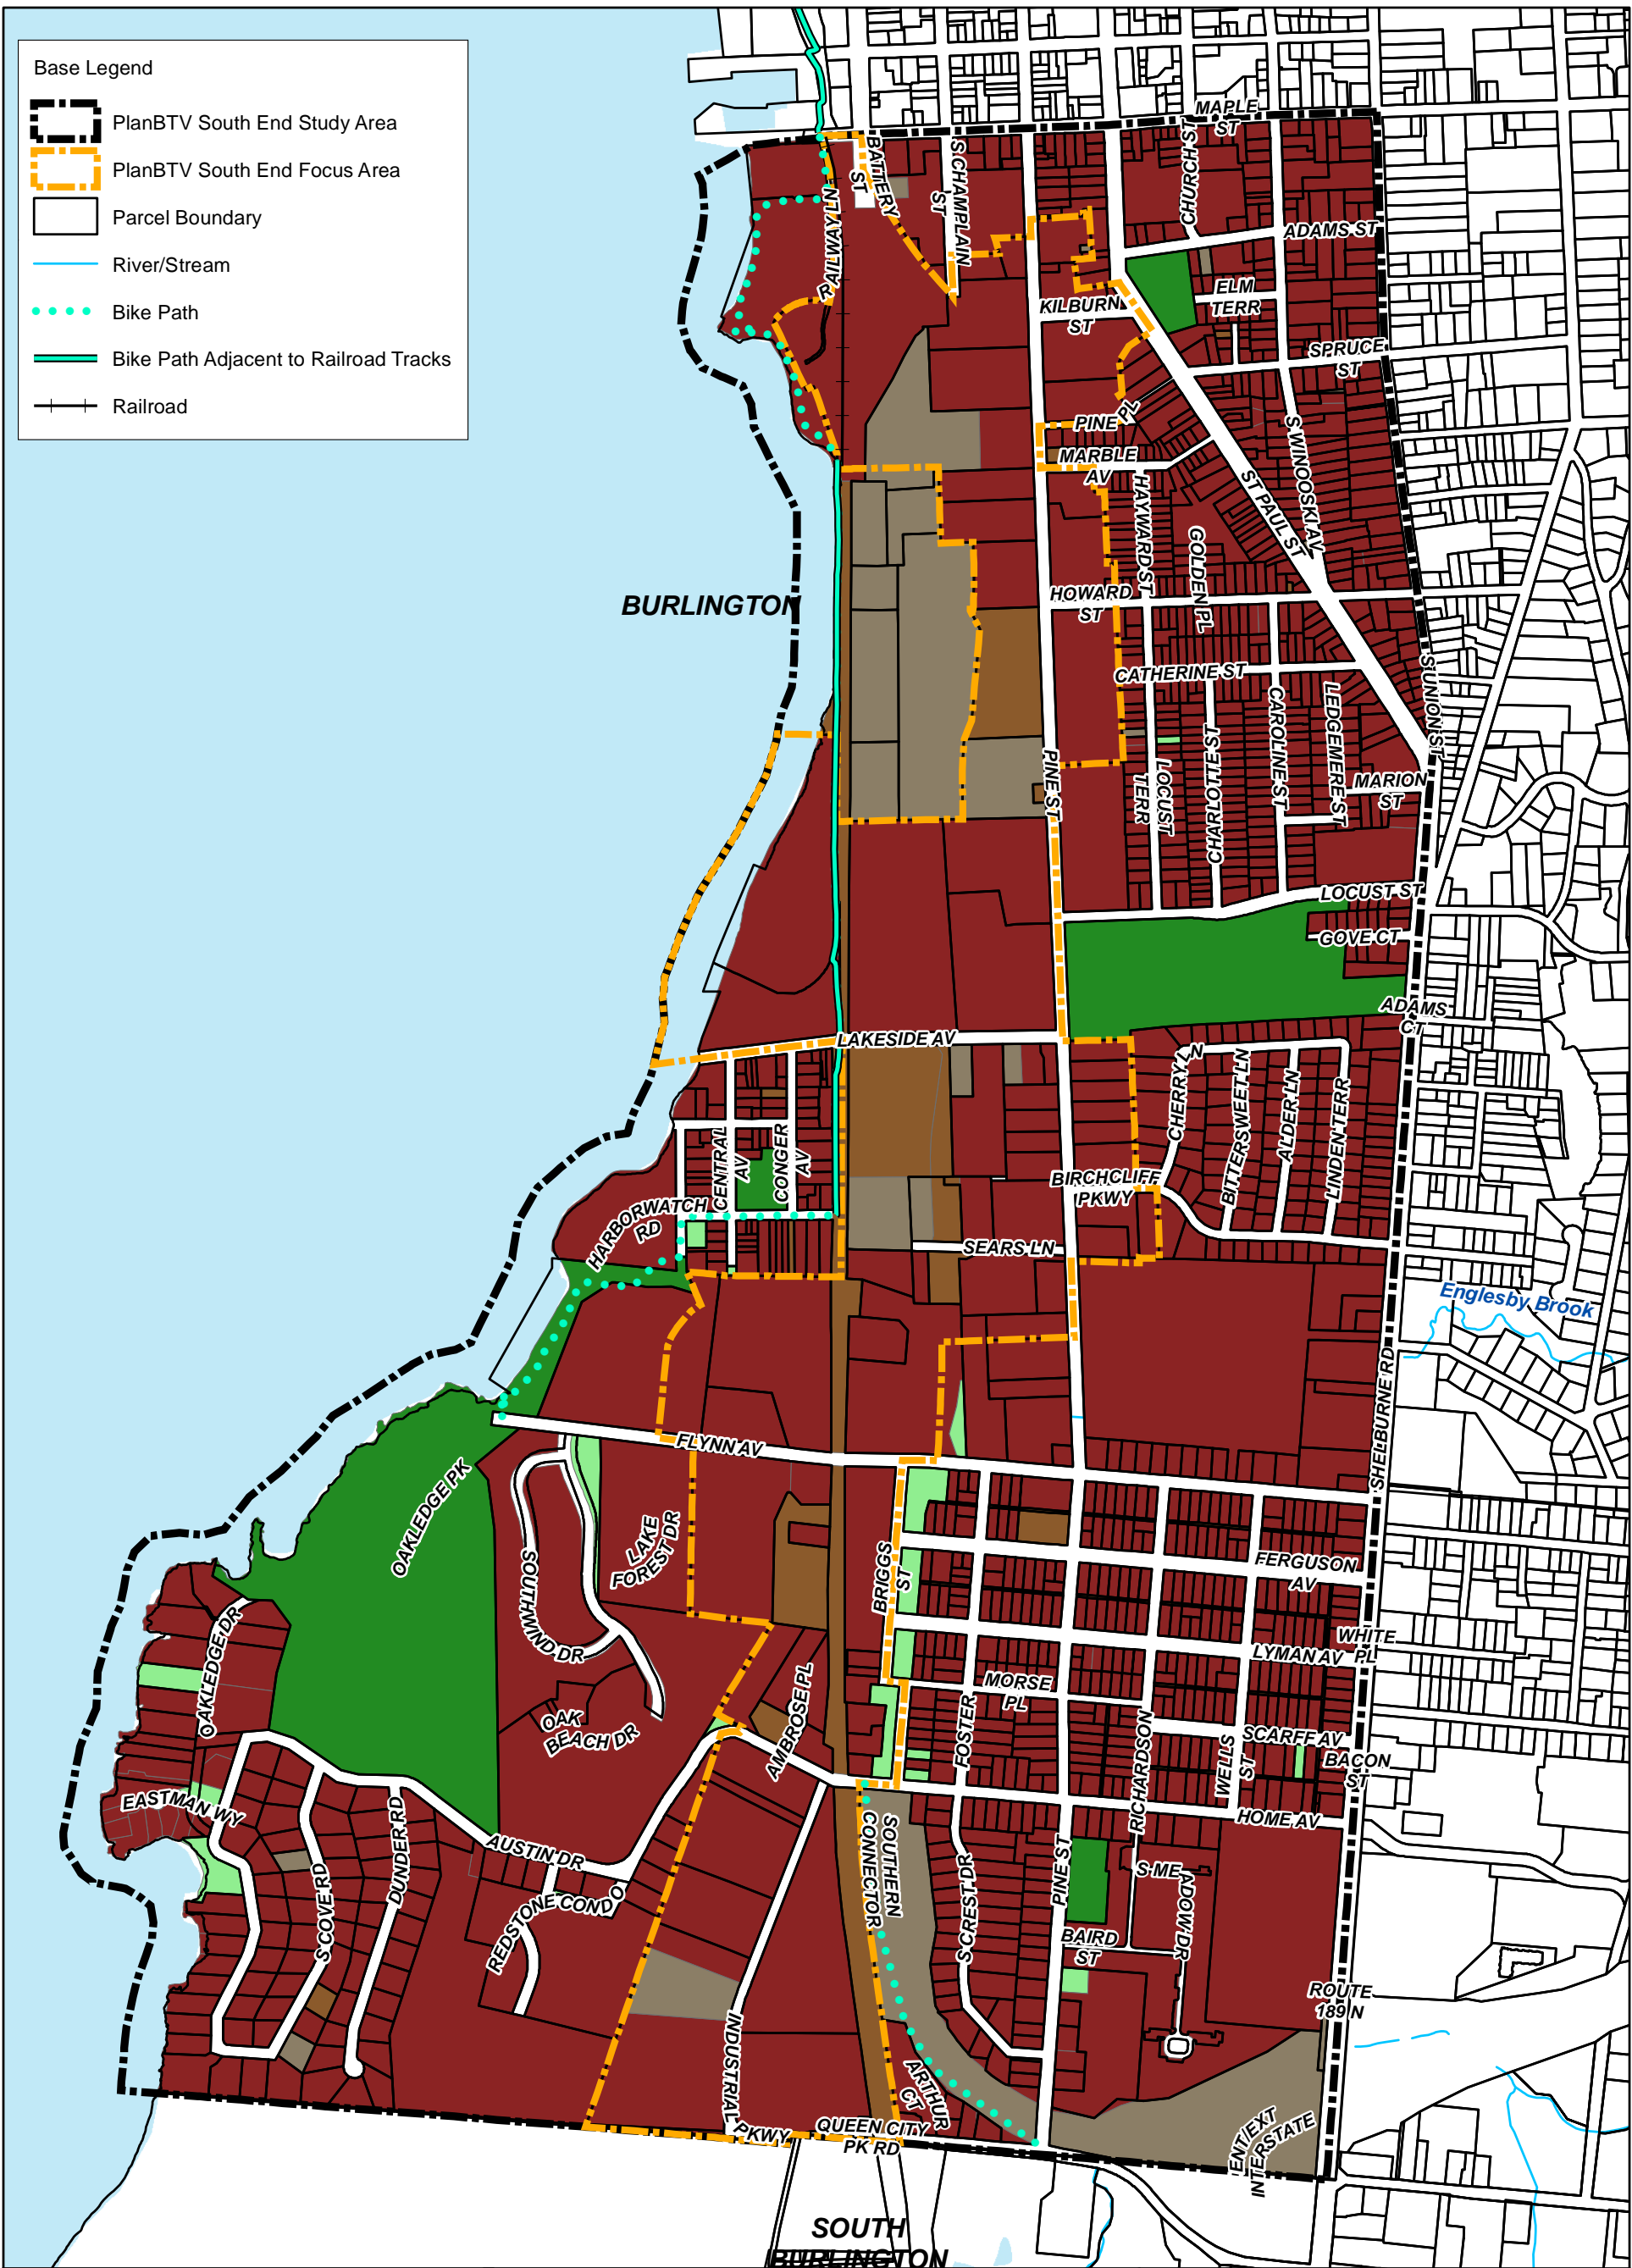 Base Legend
PlanBTV South End Study Area
PlanBTV South End Focus Area
Parcel Boundary
River/Stream
Bike Path
Bike Path Adjacent to Railroad Tracks
Railroad
MAPLE
ST
BATTERY
ST
S CHAMPLAIN
ST
CHURCH ST
ADAMS ST
RAILWAY LN
ELM
TERR
KILBURN
ST
SPRUCE
ST
PINE PL
MARBLE
AV
S WINOOSKI AV
ST PAUL ST
HAYWARD ST
GOLDEN PL
BURLINGTON
HOWARD
ST
CATHERINE ST
S UNION ST
CAROLINE ST
LEDGEMERE ST
CHARLOTTE ST
LOCUST
TERR
PINE ST
MARION
ST
LOCUST ST
GOVE CT
ADAMS
CT
LAKESIDE AV
CHERRY LN
BITTERSWEET LN
ALDER LN
LINDEN TERR
CENTRAL
AV
CONGER
AV
BIRCHCLIFF
PKWY
HARBORWATCH
RD
SEARS LN
Englesby Brook
SHELBURNE RD
FLYNN AV
OAKLEDGE PK
LAKE
FOREST DR
SOUTHWIND DR
BRIGGS
ST
FERGUSON
AV
WHITE
PL
LYMAN AV
OAKLEDGE DR
MORSE
PL
OAK
BEACH DR
AMBROSE PL
FOSTER
RICHARDSON
WELLS
ST
SCARFF AV
BACON
ST
EASTMAN WY
HOME AV
AUSTIN DR
DUNDER RD
S COVE RD
REDSTONE COND O
SOUTHERN
CONNECTOR
S CREST DR
PINE ST
S ME
ADOW DR
BAIRD
ST
ROUTE
189 N
INDUSTRIAL
PKWY
ARTHUR
CT
QUEEN CITY
PK RD
ENT/EXT
INTERSTATE
SOUTH
BURLINGTON